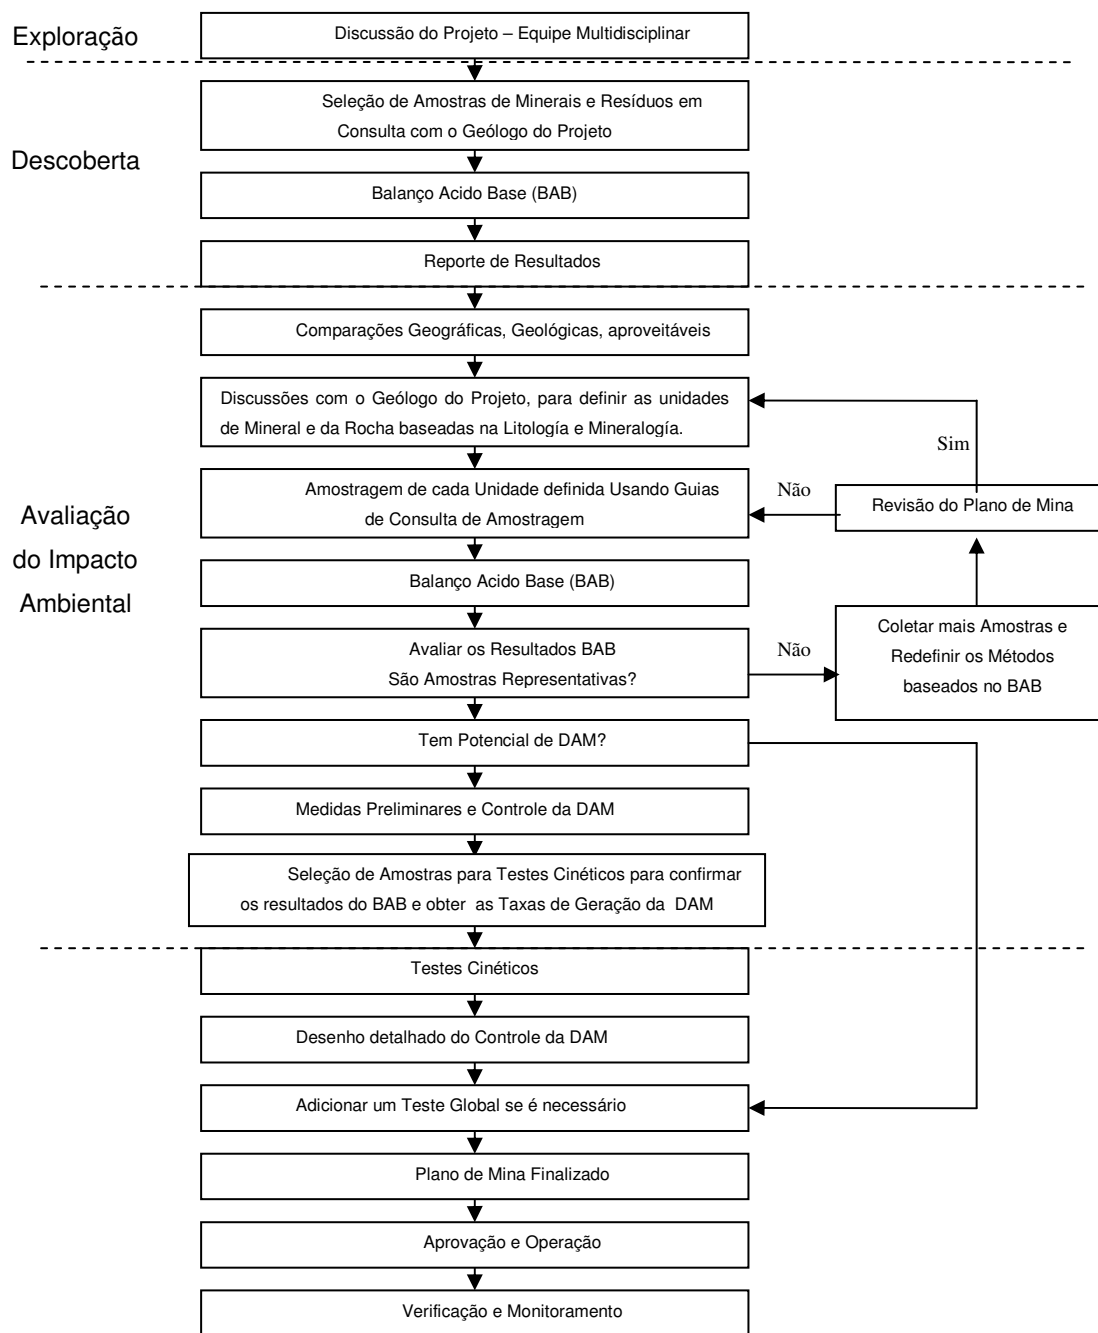 Exploração
Discussão do Projeto – Equipe Multidisciplinar
Seleção de Amostras de Minerais e Resíduos em
Consulta com o Geólogo do Projeto
Descoberta
Balanço Acido Base (BAB)
Reporte de Resultados
Comparações Geográficas, Geológicas, aproveitáveis
Discussões com o Geólogo do Projeto, para definir as unidades
de Mineral e da Rocha baseadas na Litología e Mineralogía.
Sim
Amostragem de cada Unidade definida Usando Guias
de Consulta de Amostragem
Não
Revisão do Plano de Mina
Avaliação
do Impacto
Ambiental
Balanço Acido Base (BAB)
Avaliar os Resultados BAB
São Amostras Representativas?
Não
Coletar mais Amostras e
Redefinir os Métodos
baseados no BAB
Tem Potencial de DAM?
Medidas Preliminares e Controle da DAM
Seleção de Amostras para Testes Cinéticos para confirmar
os resultados do BAB e obter as Taxas de Geração da DAM
Testes Cinéticos
Desenho detalhado do Controle da DAM
Adicionar um Teste Global se é necessário
Plano de Mina Finalizado
Aprovação e Operação
Verificação e Monitoramento